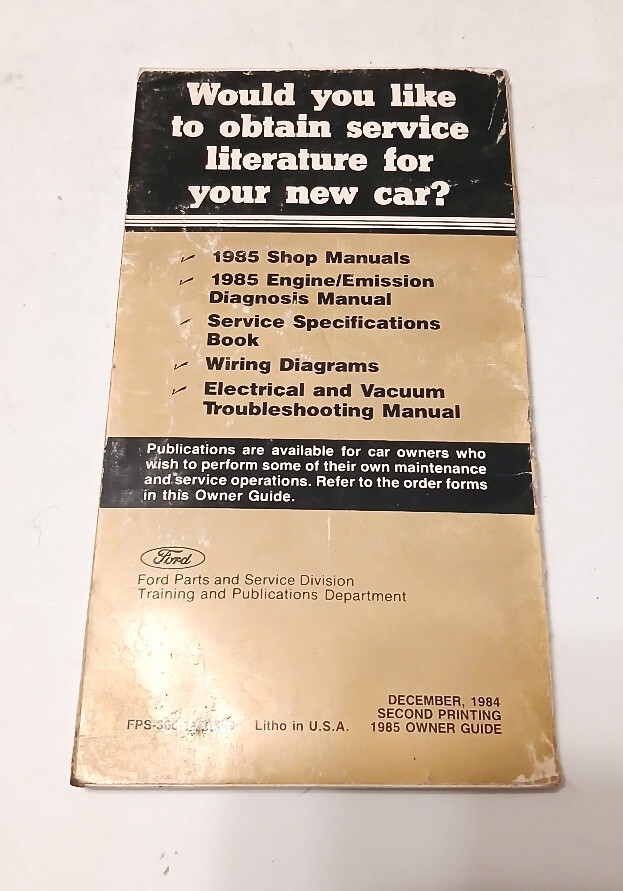 Would you like
to obtain service
literature for
your new car?
1985 Shop Manuals
1985 Engine/Emission
Diagnosis Manual
Service Specifications
Book
Wiring Diagrams
Electrical and Vacuum
Troubleshooting Manual
Publications are available for car owners who
wish to perform some of their own maintenance
and service operations. Refer to the order forms
in this Owner Guide.
Ford
Ford Parts and Service Division
Training and Publications Department
DECEMBER, 1984
SECOND PRINTING
Litho in U.S.A. 1985 OWNER GUIDE